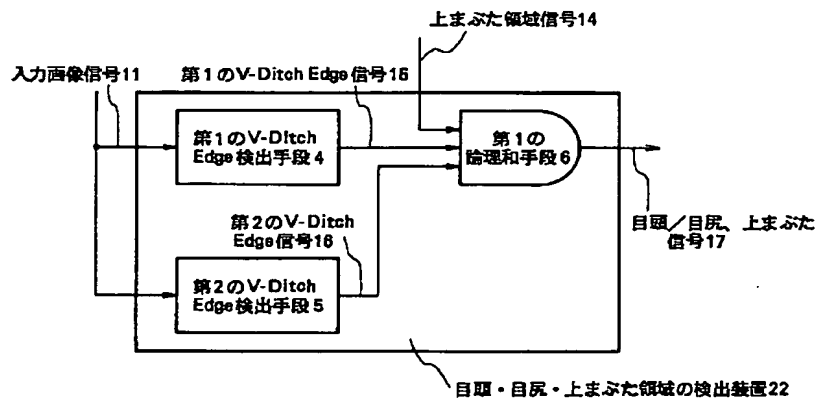 上まぶた領域信号14
入力画像信号11
第1のV-Ditch Edge信号15
第1のV-Ditch
Edge検出手段4
第1の
論理和手段6
第2のV-Ditch
Edge信号16
目頭／目尻、上まぶた
信号17
第2のV-Ditch
Edge検出手段5
目頭・目尻・上まぶた領域の検出装置22